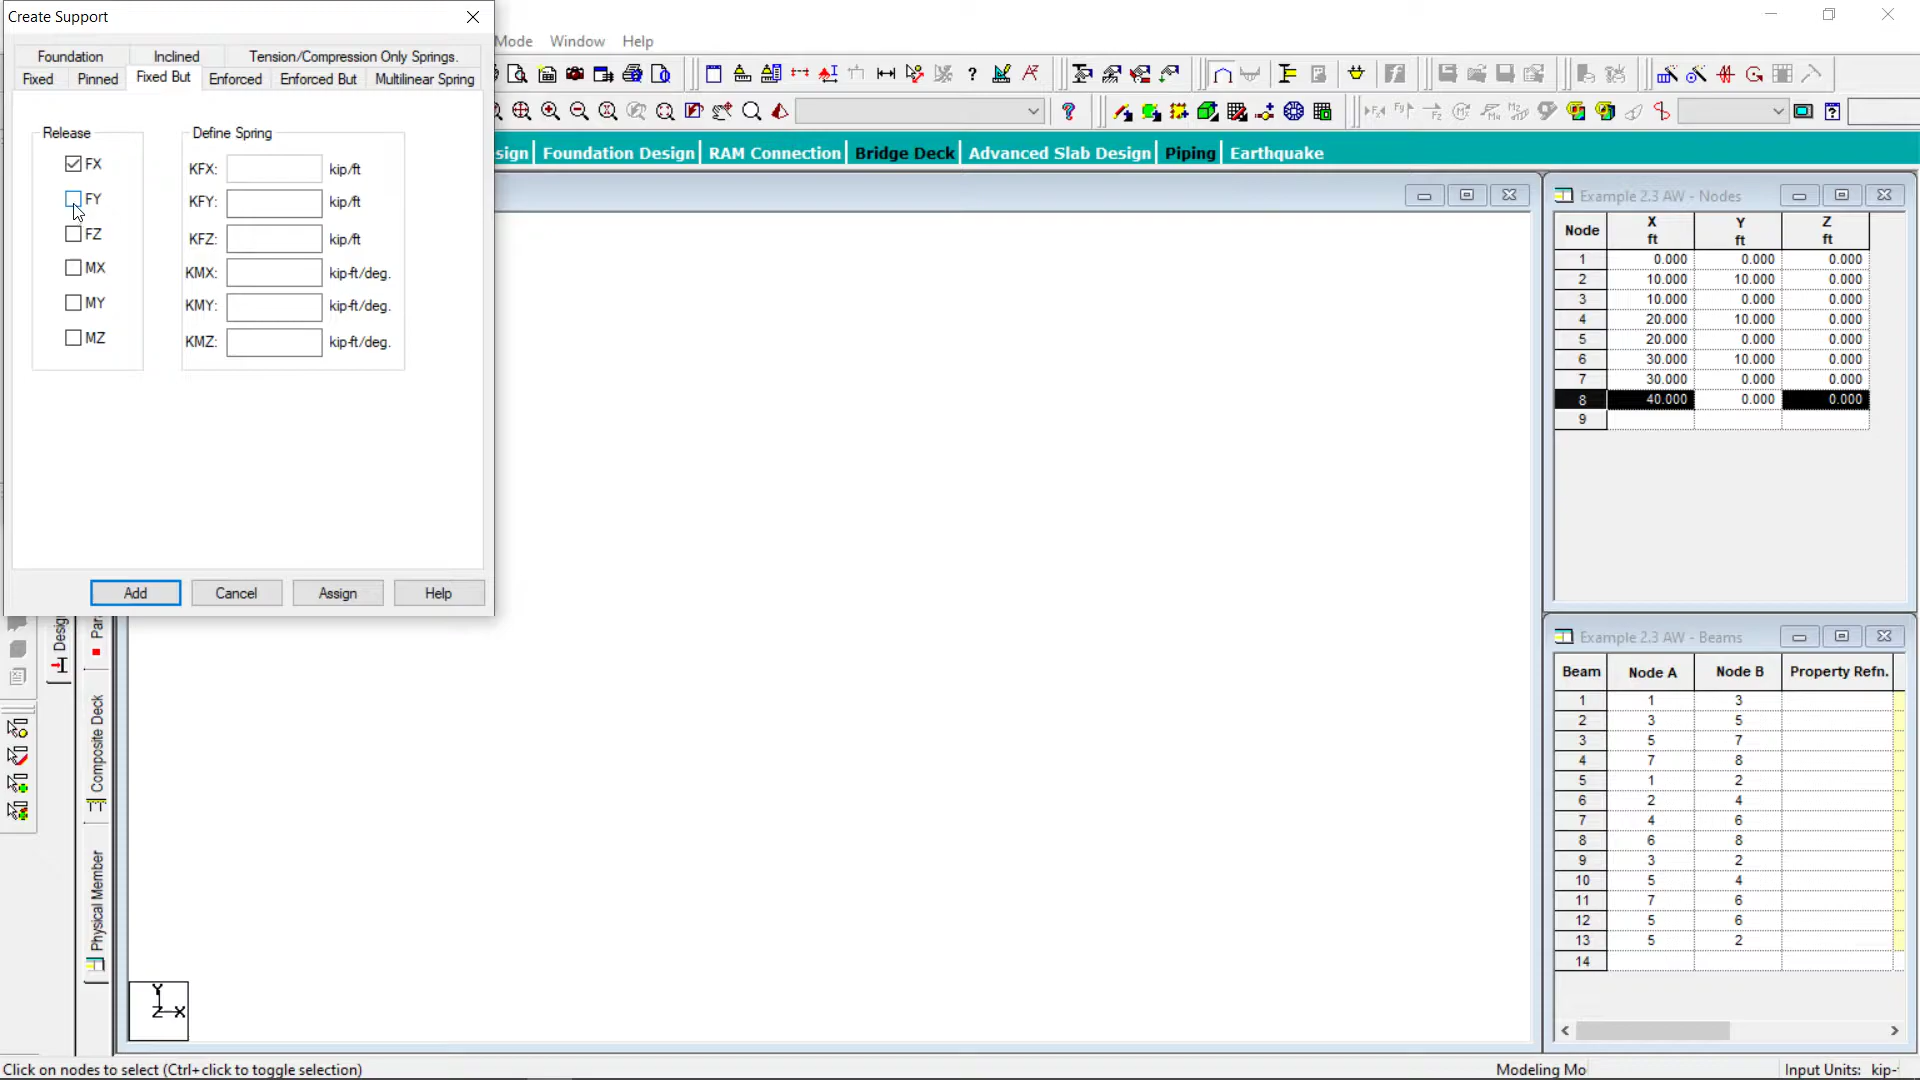 Create Support
Mode Window Help
Foundation Inclined Tension/Compression Only Springs.
Fixed Pinned Fixed But Enforced Enforced But Multilinear Spring
sign Foundation Design RAM Connection Bridge Deck Advanced Slab Design Piping Earthquake
Release
FX
FY
FZ
MX
MY
MZ
Define Spring
KFX: kip/ft
KFY: kip/ft
KFZ: kip/ft
KMX: kip-ft/deg.
KMY: kip-ft/deg.
KMZ: kip-ft/deg.
Add Cancel Assign Help
Desig
Par
Composite Deck
Physical Member
Y
Z X
Example 2.3 AW - Nodes
Node X ft Y ft Z ft
1 0.000 0.000 0.000
2 10.000 10.000 0.000
3 10.000 0.000 0.000
4 20.000 10.000 0.000
5 20.000 0.000 0.000
6 30.000 10.000 0.000
7 30.000 0.000 0.000
8 40.000 0.000 0.000
9
Example 2.3 AW - Beams
Beam Node A Node B Property Refn.
1 1 3
2 3 5
3 5 7
4 7 8
5 1 2
6 2 4
7 4 6
8 6 8
9 3 2
10 5 4
11 7 6
12 5 6
13 5 2
14
Click on nodes to select (Ctrl+click to toggle selection)
Modeling Mo
Input Units: kip-